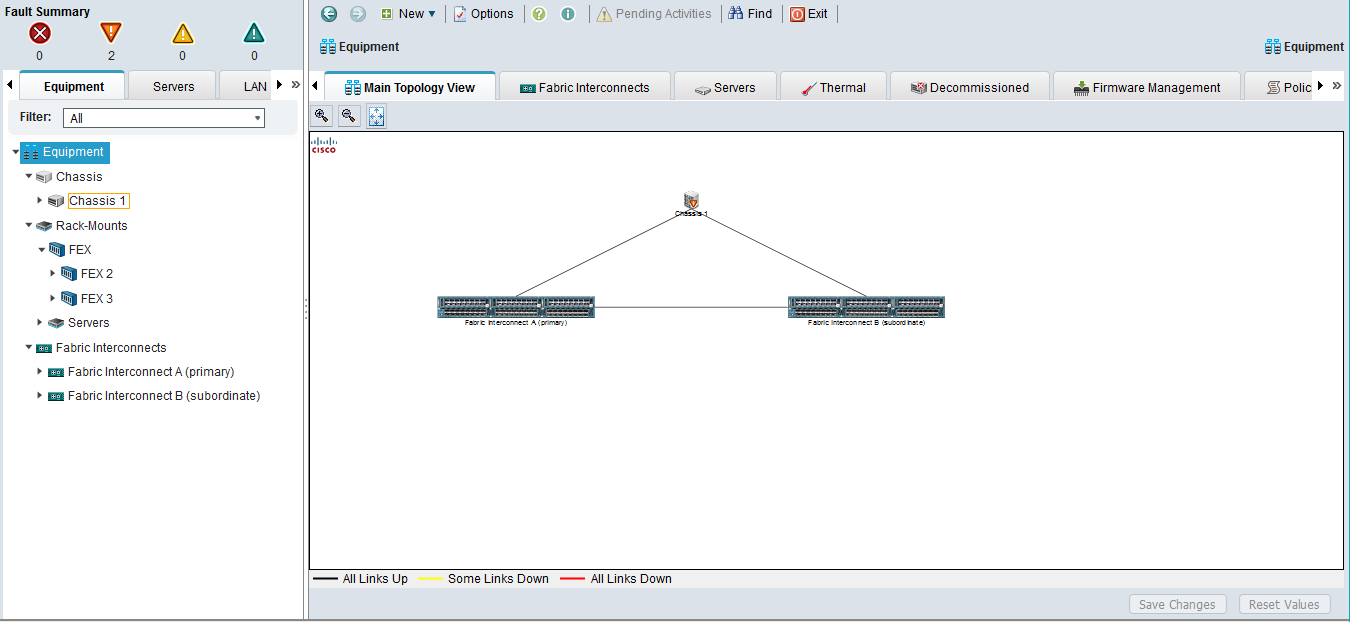 Fault Summary
0 2 0 0
Equipment Servers LAN »
Filter: All
Equipment
Chassis
Chassis 1
Rack-Mounts
FEX
FEX 2
FEX 3
Servers
Fabric Interconnects
Fabric Interconnect A (primary)
Fabric Interconnect B (subordinate)
New Options ? i Pending Activities Find Exit
Equipment Equipment
Main Topology View Fabric Interconnects Servers Thermal Decommissioned Firmware Management Polic »
CISCO
Chassis 1
Fabric Interconnect A (primary) Fabric Interconnect B (subordinate)
All Links Up Some Links Down All Links Down
Save Changes Reset Values